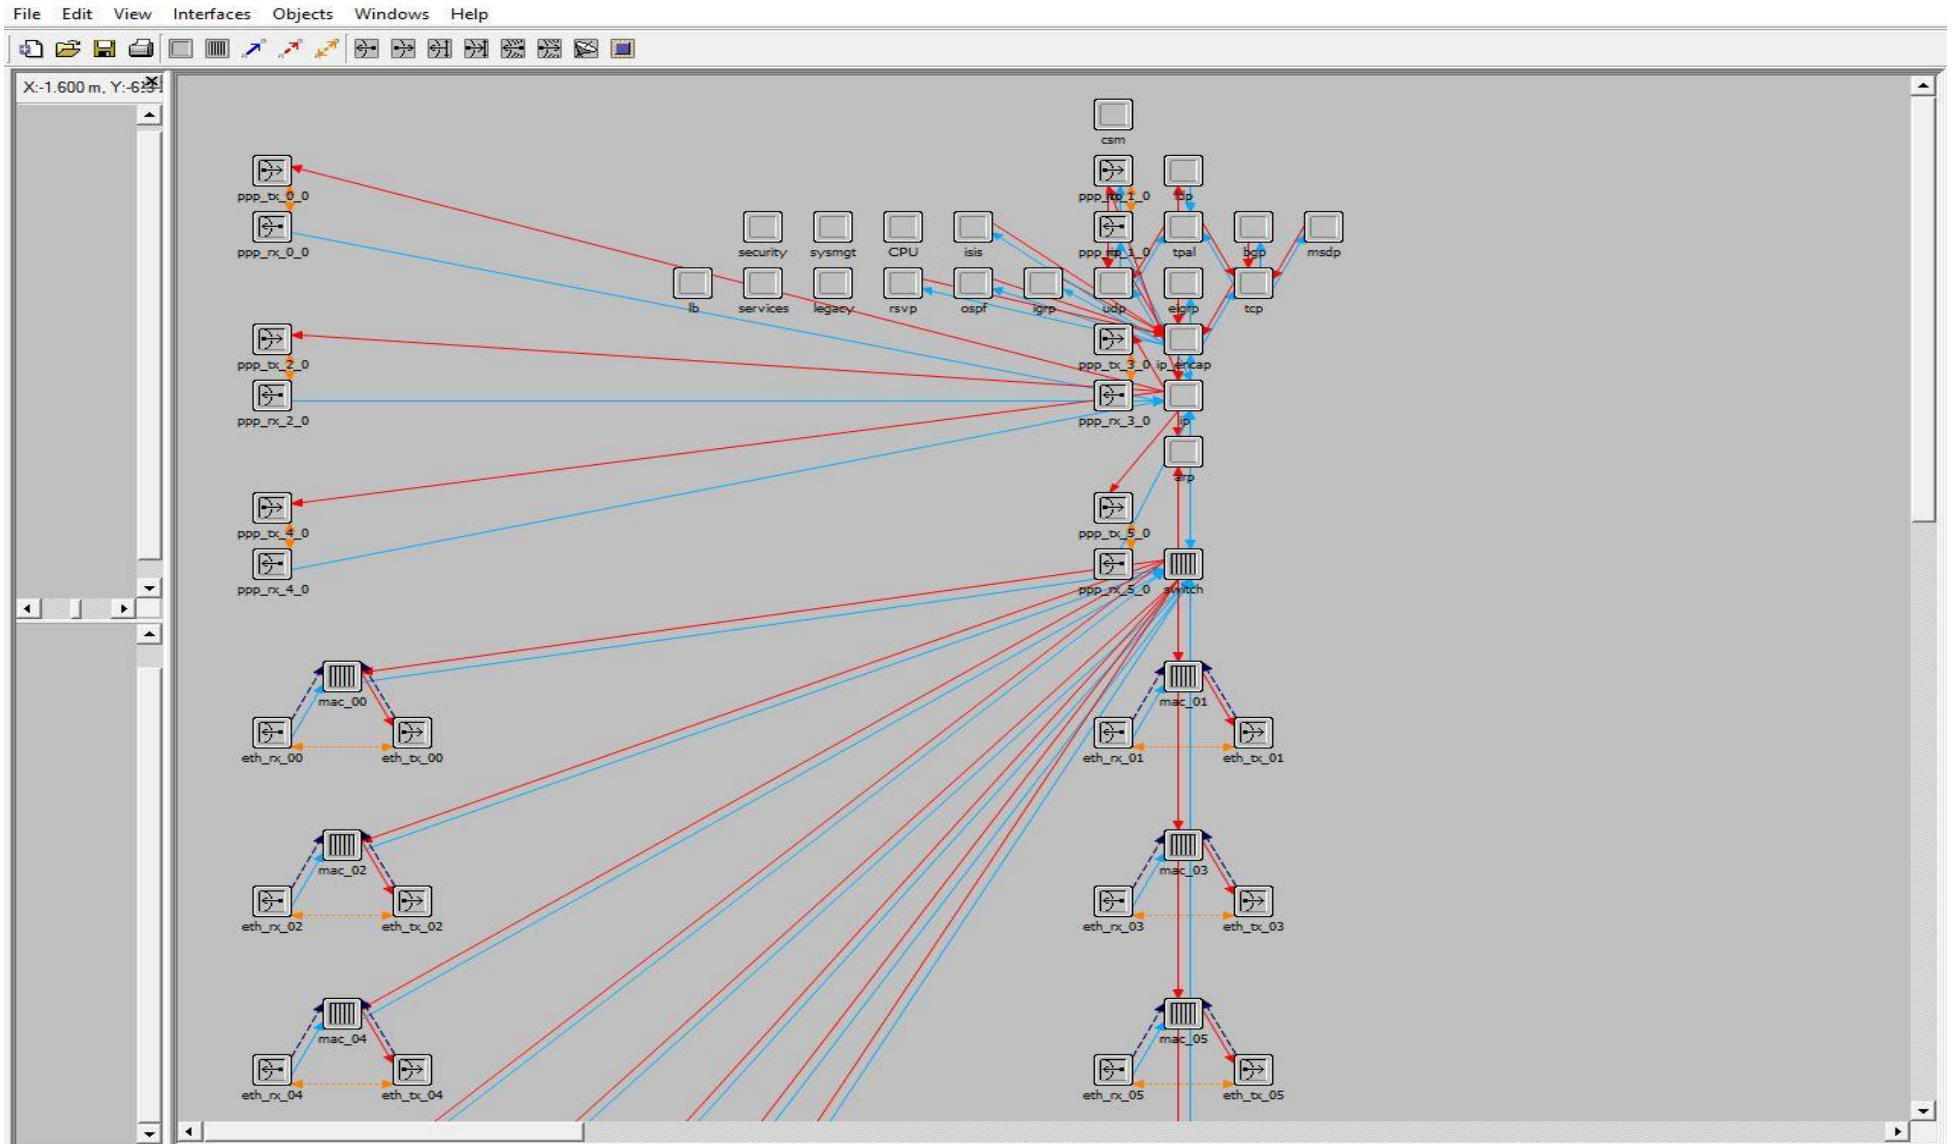 File Edit View Interfaces Objects Windows Help
X:-1.600 m, Y:-6
csm
ppp_tx_0_0
ppp_rx_0_0
security sysmgt CPU isis tpal bgp msdp
lb services legacy rsvp ospf igrp udp eigrp tcp
ppp_tx_2_0 ppp_tx_3_0 ip_encap
ppp_rx_2_0 ppp_rx_3_0 ip
arp
ppp_tx_4_0 ppp_tx_5_0
ppp_rx_4_0 ppp_rx_5_0 switch
mac_00 mac_01
eth_rx_00 eth_tx_00 eth_rx_01 eth_tx_01
mac_02 mac_03
eth_rx_02 eth_tx_02 eth_rx_03 eth_tx_03
mac_04 mac_05
eth_rx_04 eth_tx_04 eth_rx_05 eth_tx_05